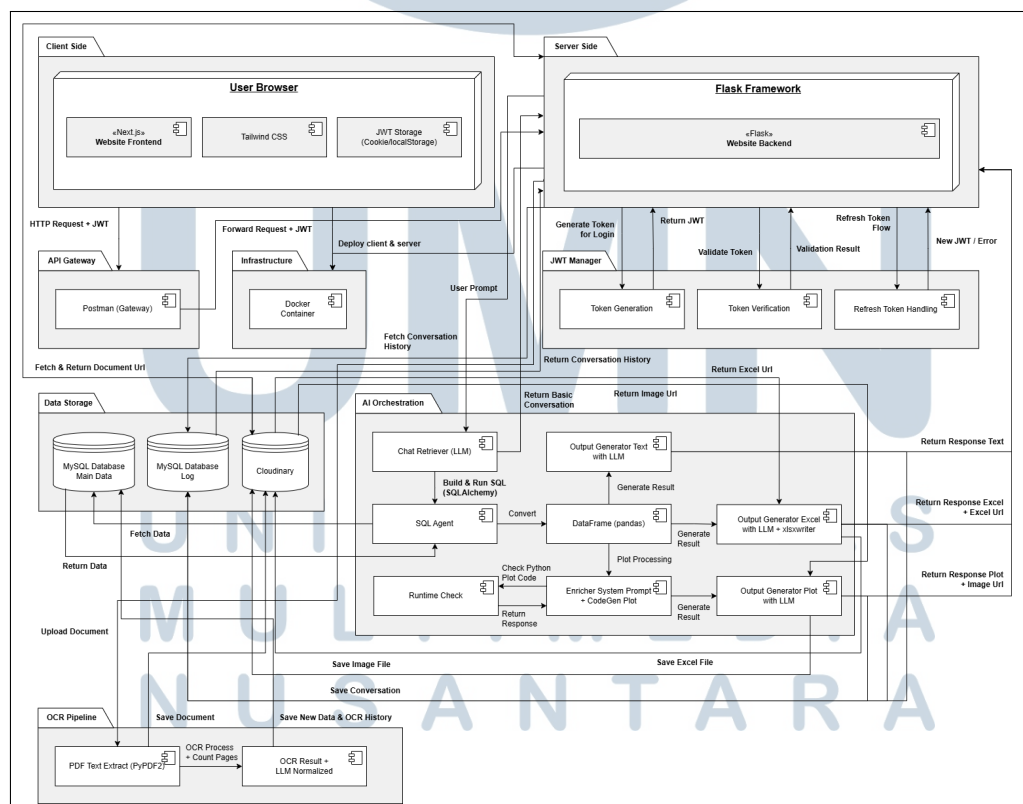 Client Side
Server Side
User Browser
Flask Framework
«Next.js»
Website Frontend
Tailwind CSS
JWT Storage
(Cookie/localStorage)
«Flask»
Website Backend
HTTP Request + JWT
Forward Request + JWT
Deploy client & server
Generate Token
for Login
Return JWT
Validate Token
Validation Result
Refresh Token
Flow
New JWT / Error
API Gateway
Infrastructure
JWT Manager
Postman (Gateway)
Docker
Container
User Prompt
Token Generation
Token Verification
Refresh Token Handling
Fetch Conversation
History
Fetch & Return Document Url
Return Conversation History
Return Excel Url
Data Storage
AI Orchestration
Return Basic
Conversation
Return Image Url
MySQL Database
Main Data
MySQL Database
Log
Cloudinary
Chat Retriever (LLM)
Output Generator Text
with LLM
Return Response Text
Build & Run SQL
(SQLAlchemy)
Generate Result
SQL Agent
Convert
DataFrame (pandas)
Generate
Result
Output Generator Excel
with LLM + xlsxwriter
Return Response Excel
+ Excel Url
Fetch Data
Return Data
Plot Processing
Check Python
Plot Code
Runtime Check
Return
Response
Enricher System Prompt
+ CodeGen Plot
Generate
Result
Output Generator Plot
with LLM
Return Response Plot
+ Image Url
Upload Document
Save Image File
Save Excel File
Save Conversation
OCR Pipeline
Save Document
Save New Data & OCR History
PDF Text Extract (PyPDF2)
OCR Process
+ Count Pages
OCR Result +
LLM Normalized
UMN
UNIVERSITAS
MULTIMEDIA
NUSANTARA